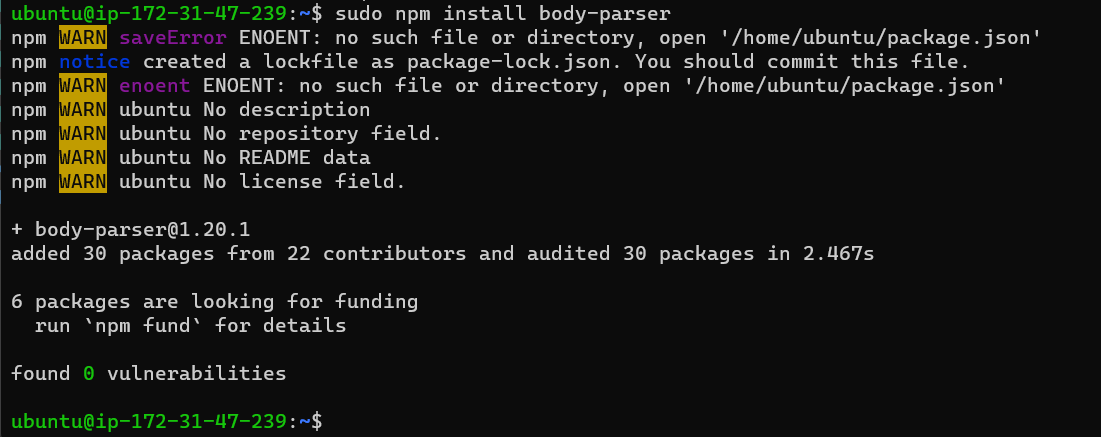 ubuntu@ip-172-31-47-239:~$ sudo npm install body-parser
npm WARN saveError ENOENT: no such file or directory, open '/home/ubuntu/package.json'
npm notice created a lockfile as package-lock.json. You should commit this file.
npm WARN enoent ENOENT: no such file or directory, open '/home/ubuntu/package.json'
npm WARN ubuntu No description
npm WARN ubuntu No repository field.
npm WARN ubuntu No README data
npm WARN ubuntu No license field.
+ body-parser@1.20.1
added 30 packages from 22 contributors and audited 30 packages in 2.467s
6 packages are looking for funding
  run `npm fund` for details
found 0 vulnerabilities
ubuntu@ip-172-31-47-239:~$